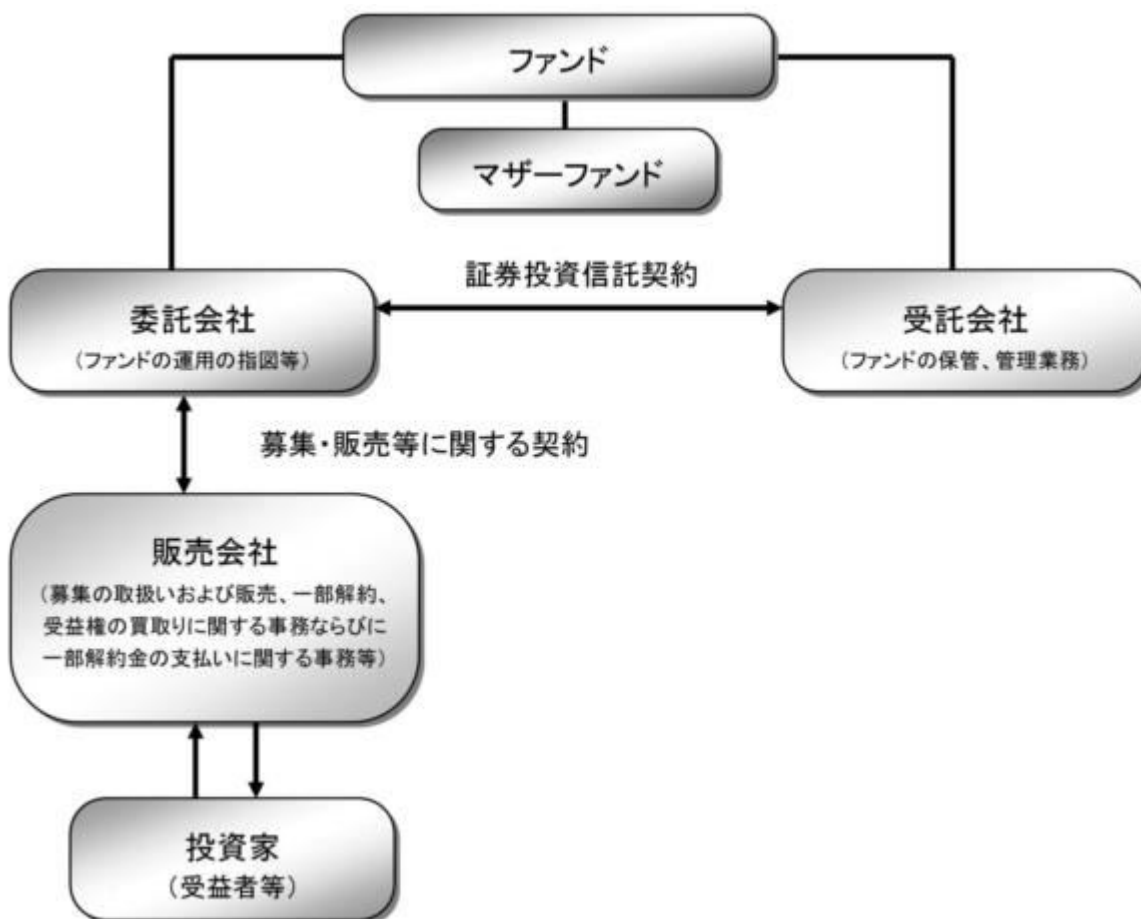 ファンド
マザーファンド
証券投資信託契約
委託会社
（ファンドの運用の指図等）
受託会社
（ファンドの保管、管理業務）
募集・販売等に関する契約
販売会社
（募集の取扱いおよび販売、一部解約、
受益権の買取りに関する事務ならびに
一部解約金の支払いに関する事務等）
投資家
（受益者等）